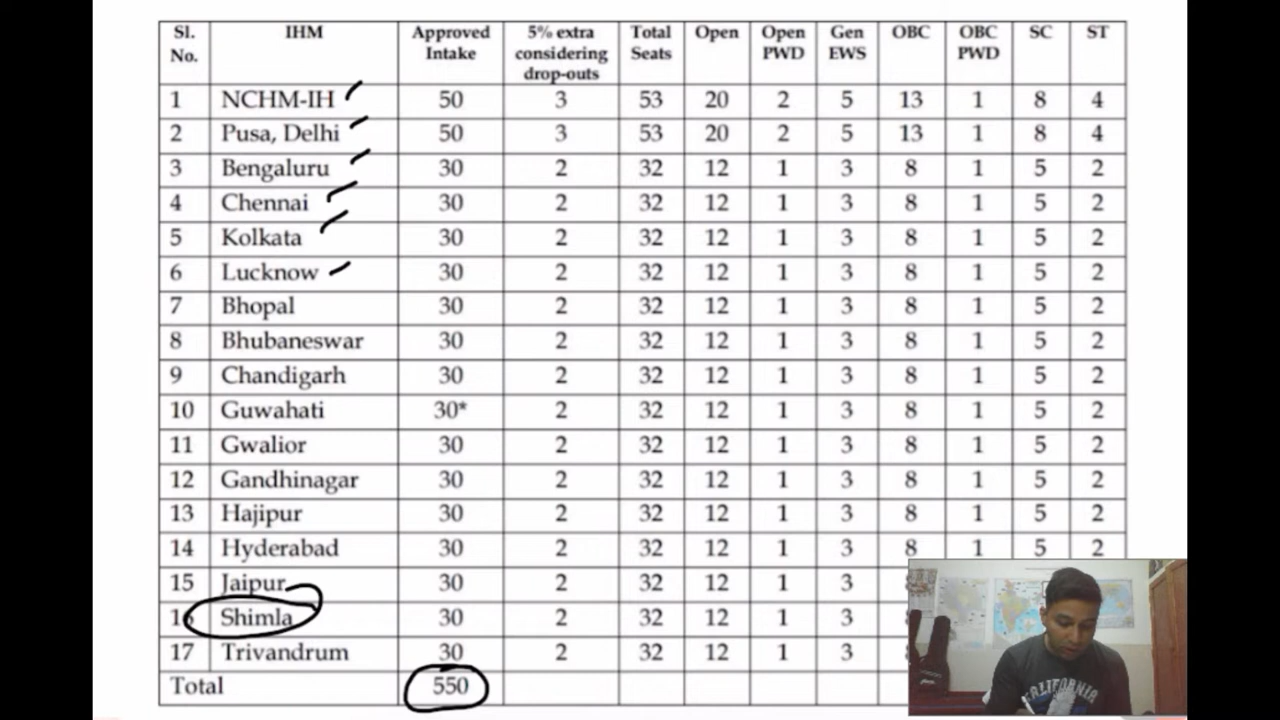 Sl. No. IHM Approved Intake 5% extra considering drop-outs Total Seats Open Open PWD Gen EWS OBC OBC PWD SC ST
1 NCHM-IH 50 3 53 20 2 5 13 1 8 4
2 Pusa, Delhi 50 3 53 20 2 5 13 1 8 4
3 Bengaluru 30 2 32 12 1 3 8 1 5 2
4 Chennai 30 2 32 12 1 3 8 1 5 2
5 Kolkata 30 2 32 12 1 3 8 1 5 2
6 Lucknow 30 2 32 12 1 3 8 1 5 2
7 Bhopal 30 2 32 12 1 3 8 1 5 2
8 Bhubaneswar 30 2 32 12 1 3 8 1 5 2
9 Chandigarh 30 2 32 12 1 3 8 1 5 2
10 Guwahati 30* 2 32 12 1 3 8 1 5 2
11 Gwalior 30 2 32 12 1 3 8 1 5 2
12 Gandhinagar 30 2 32 12 1 3 8 1 5 2
13 Hajipur 30 2 32 12 1 3 8 1 5 2
14 Hyderabad 30 2 32 12 1 3 8 1 5 2
15 Jaipur 30 2 32 12 1 3
16 Shimla 30 2 32 12 1 3
17 Trivandrum 30 2 32 12 1 3
Total 550
CALIFORNIA